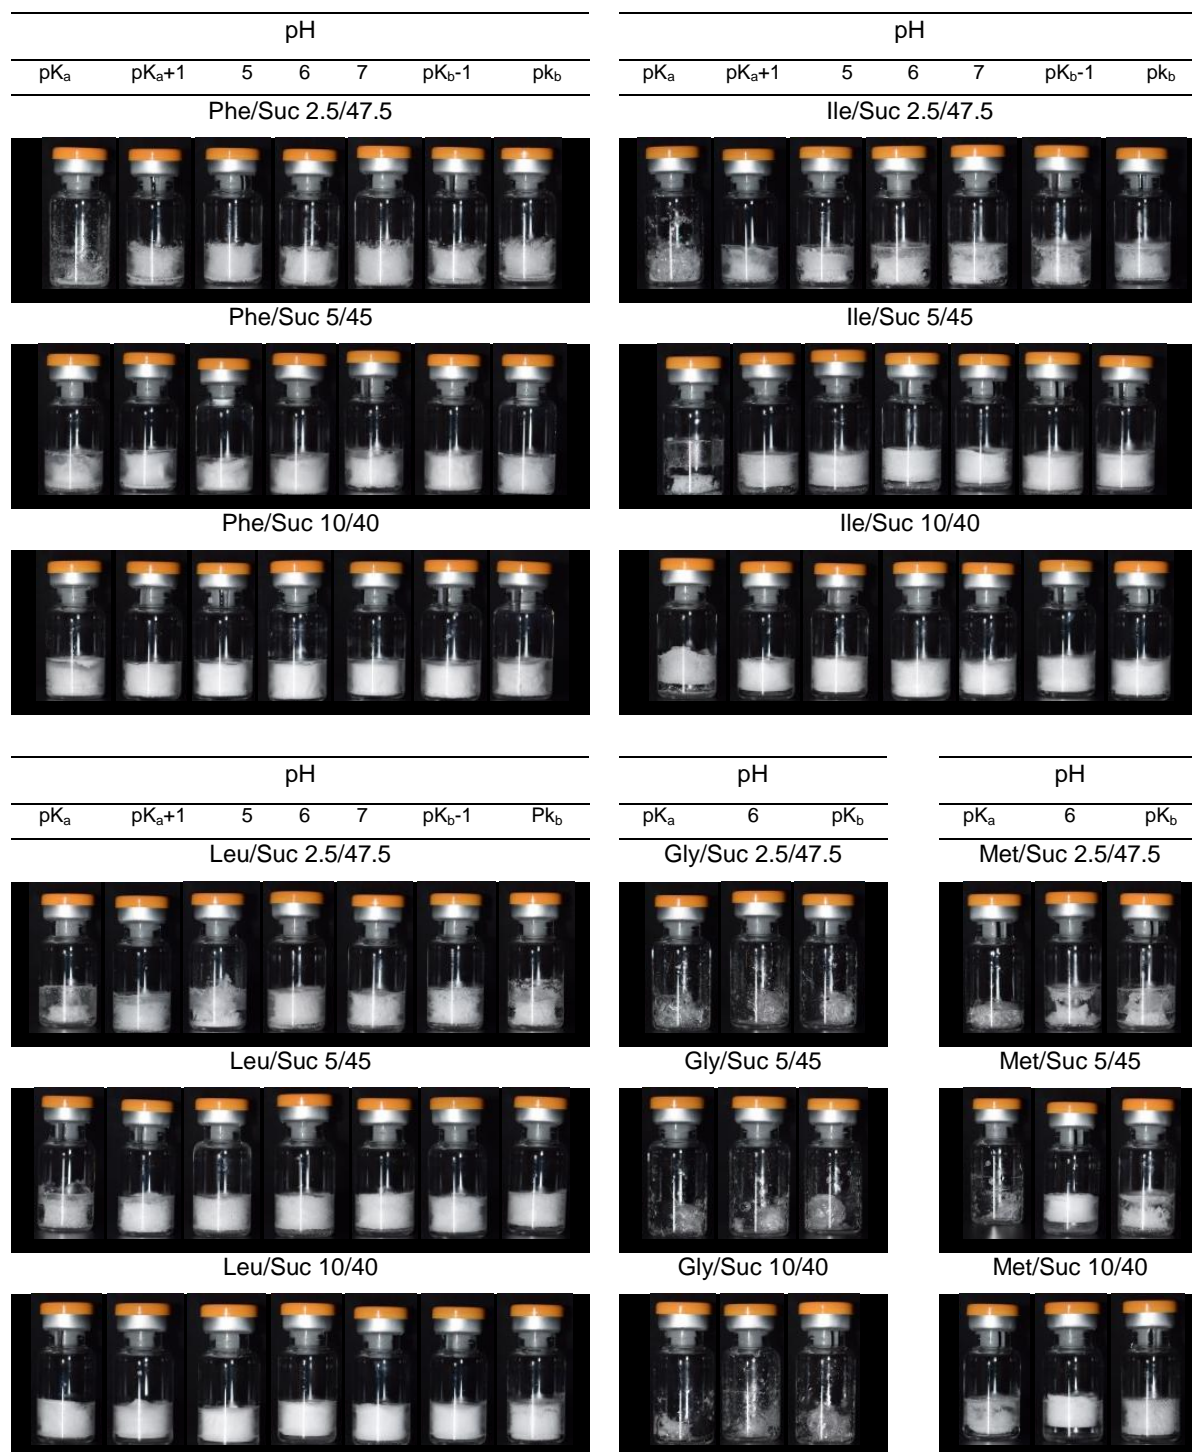 pH
pKa pKa+1 5 6 7 pKb-1 pkb
Phe/Suc 2.5/47.5
Phe/Suc 5/45
Phe/Suc 10/40
pH
pKa pKa+1 5 6 7 pKb-1 pkb
Ile/Suc 2.5/47.5
Ile/Suc 5/45
Ile/Suc 10/40
pH
pKa pKa+1 5 6 7 pKb-1 Pkb
Leu/Suc 2.5/47.5
Leu/Suc 5/45
Leu/Suc 10/40
pH
pKa 6 pKb
Gly/Suc 2.5/47.5
Gly/Suc 5/45
Gly/Suc 10/40
pH
pKa 6 pKb
Met/Suc 2.5/47.5
Met/Suc 5/45
Met/Suc 10/40